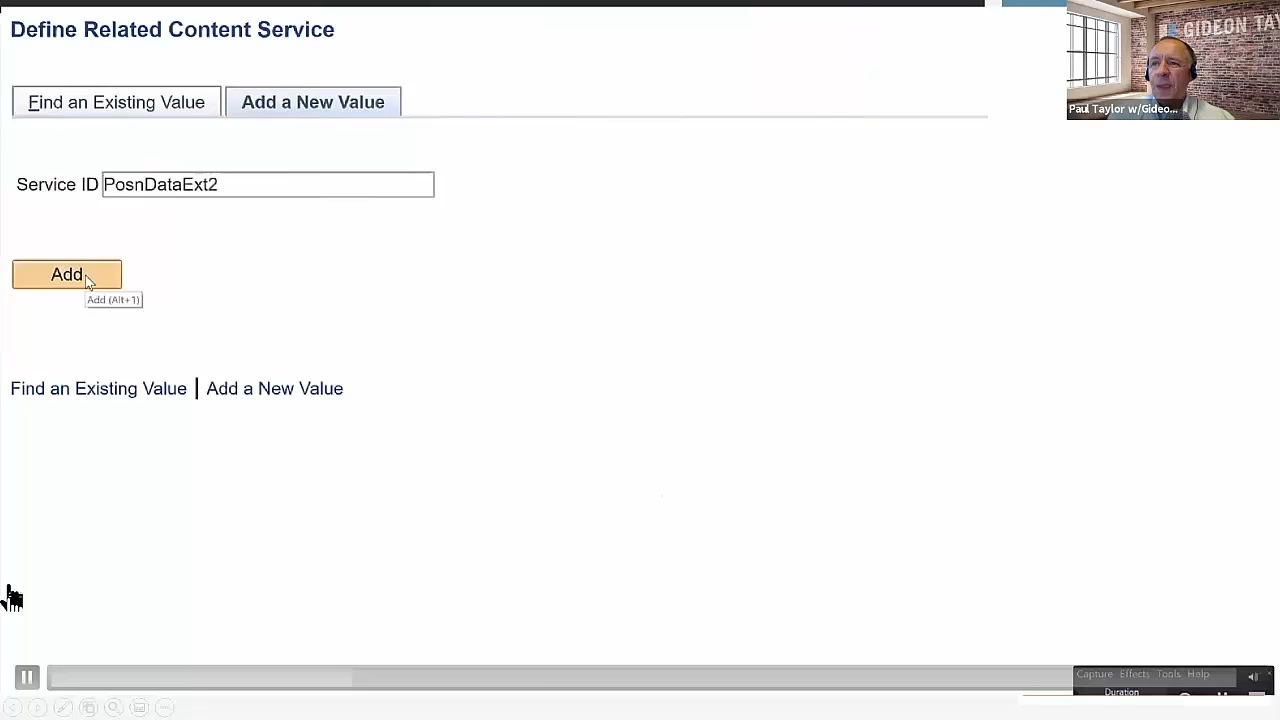 Define Related Content Service
GIDEON TA
Paul Taylor w/Gideo...
Find an Existing Value
Add a New Value
Service ID PosnDataExt2
Add
Add (Alt+1)
Find an Existing Value | Add a New Value
Capture Effects Tools Help
Duration